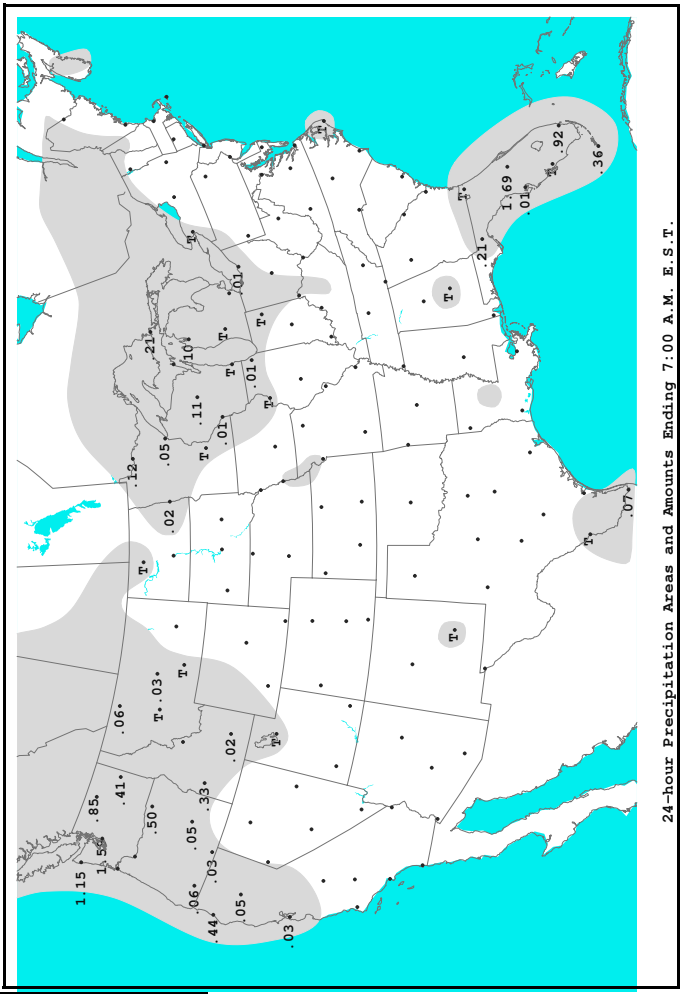 1.15
.85
.06
.41
.12
T
.21
.50
.03
T
.05
.02
T
.10
T
.05
.06
.11
T
.33
.03
.44
.01
T
T
.02
.01
.05
.01
T
T
T
.03
T
T
T
T
.21
1.69
.01
T
.92
T
.36
.07
24-hour Precipitation Areas and Amounts Ending 7:00 A.M. E.S.T.